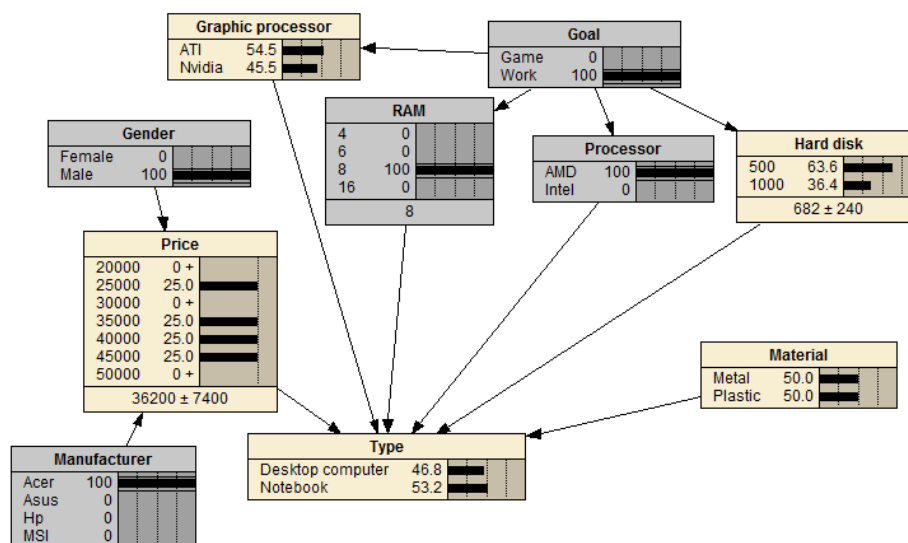 Graphic processor
ATI 54.5
Nvidia 45.5
Goal
Game 0
Work 100
RAM
4 0
6 0
8 100
16 0
8
Gender
Female 0
Male 100
Processor
AMD 100
Intel 0
Hard disk
500 63.6
1000 36.4
682 ± 240
Price
20000 0 +
25000 25.0
30000 0 +
35000 25.0
40000 25.0
45000 25.0
50000 0 +
36200 ± 7400
Material
Metal 50.0
Plastic 50.0
Type
Desktop computer 46.8
Notebook 53.2
Manufacturer
Acer 100
Asus 0
Hp 0
MSI 0